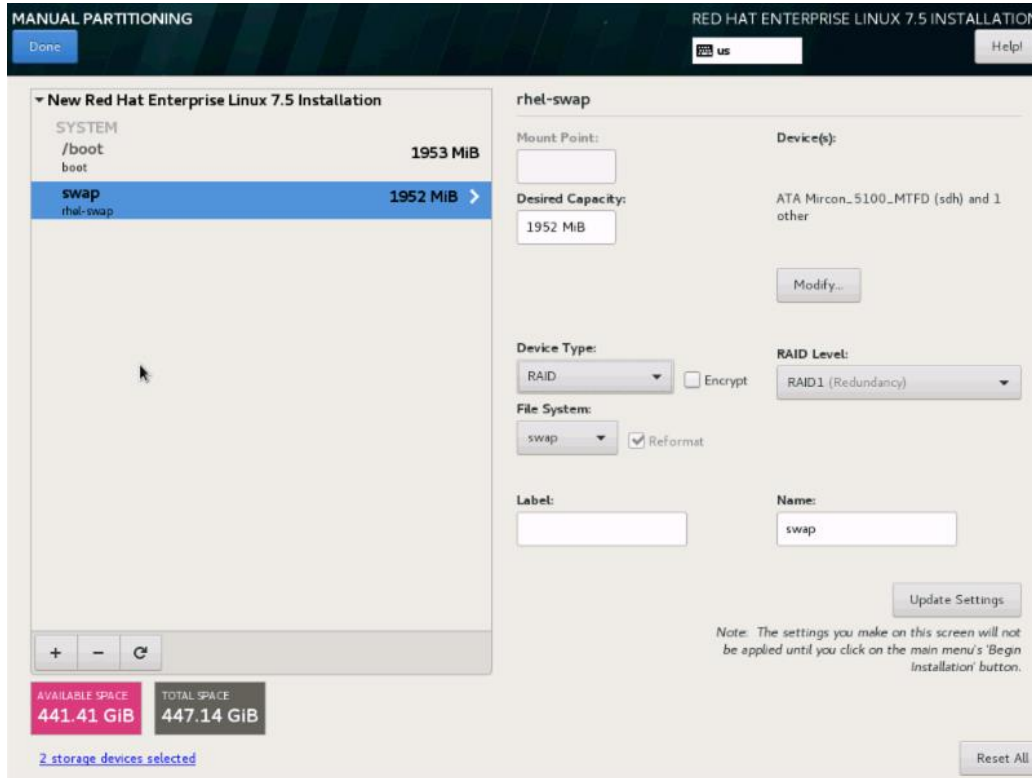 MANUAL PARTITIONING
RED HAT ENTERPRISE LINUX 7.5 INSTALLATION
Done
us
Help!
New Red Hat Enterprise Linux 7.5 Installation
SYSTEM
/boot
1953 MiB
boot
swap
1952 MiB
rhel-swap
rhel-swap
Mount Point:
Device(s):
Desired Capacity:
1952 MiB
ATA Mircon_5100_MTFD (sdh) and 1
other
Modify...
Device Type:
RAID Level:
RAID
Encrypt
RAID1 (Redundancy)
File System:
swap
Reformat
Label:
Name:
swap
Update Settings
Note: The settings you make on this screen will not
be applied until you click on the main menu's 'Begin
Installation' button.
+ -
AVAILABLE SPACE
441.41 GiB
TOTAL SPACE
447.14 GiB
2 storage devices selected
Reset All